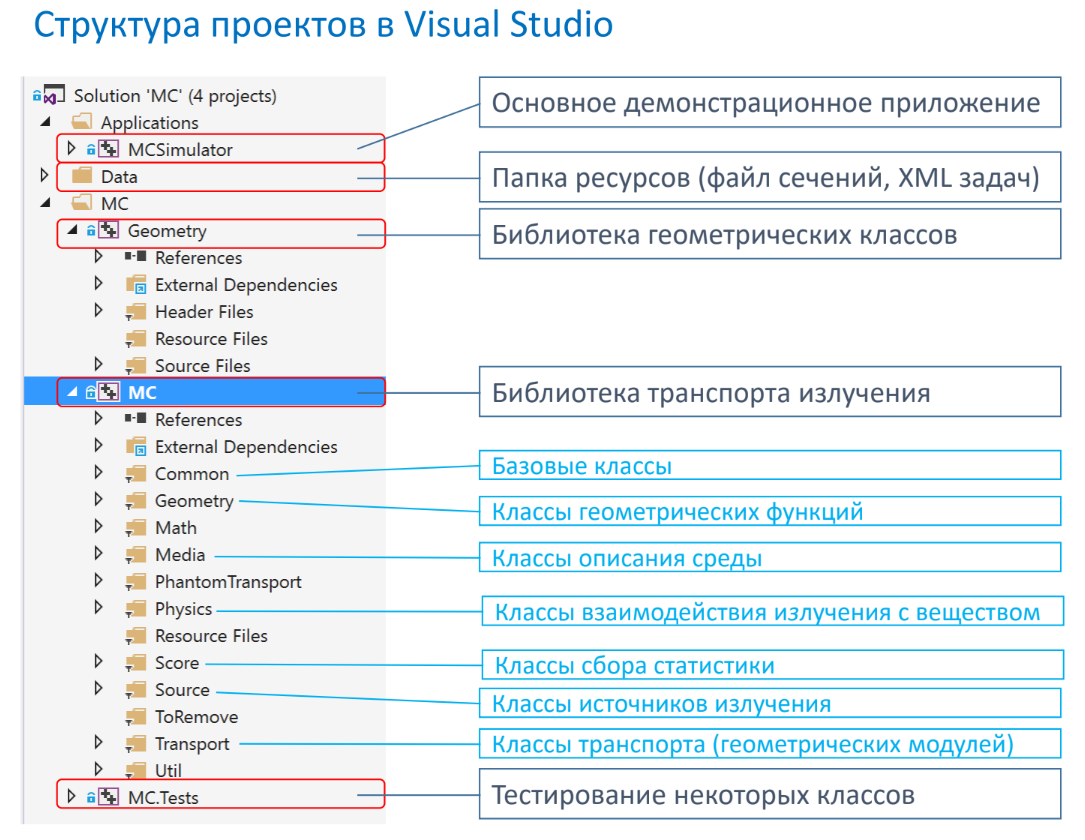 Структура проектов в Visual Studio
Solution 'MC' (4 projects)
Applications
MCSimulator
Основное демонстрационное приложение
Data
Папка ресурсов (файл сечений, XML задач)
MC
Geometry
Библиотека геометрических классов
References
External Dependencies
Header Files
Resource Files
Source Files
MC
Библиотека транспорта излучения
References
External Dependencies
Common
Базовые классы
Geometry
Классы геометрических функций
Math
Media
Классы описания среды
PhantomTransport
Physics
Классы взаимодействия излучения с веществом
Resource Files
Score
Классы сбора статистики
Source
Классы источников излучения
ToRemove
Transport
Классы транспорта (геометрических модулей)
Util
MC.Tests
Тестирование некоторых классов